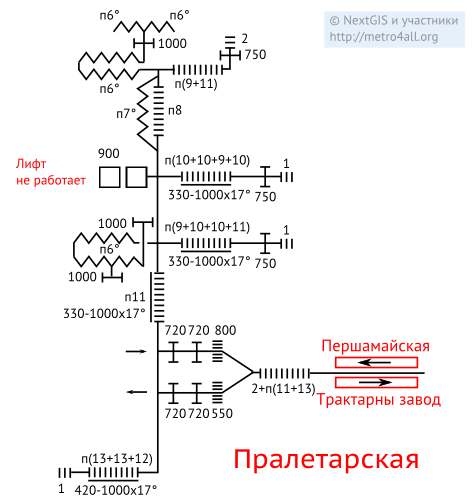 п6°
п6°
1000
2
750
© NextGIS и участники
http://metro4all.org
п6°
п(9+11)
п7°
п8
Лифт
не работает
900
п(10+10+9+10)
1
330-1000x17°
750
1000
п(9+10+10+11)
1
п6°
1000
330-1000x17°
750
п11
330-1000x17°
720
720
800
Першамайская
2+п(11+13)
Трактарны завод
720
720
550
п(13+13+12)
1
420-1000x17°
Пралетарская